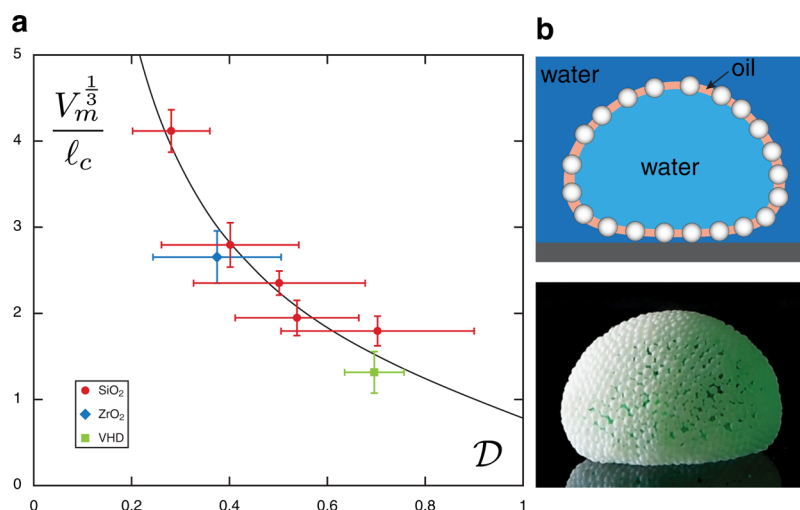 a
b
5
4
3
2
1
0
V_m^{1/3}
ℓ_c
SiO₂
ZrO₂
VHD
𝒟
0
0.2
0.4
0.6
0.8
1
water
oil
water